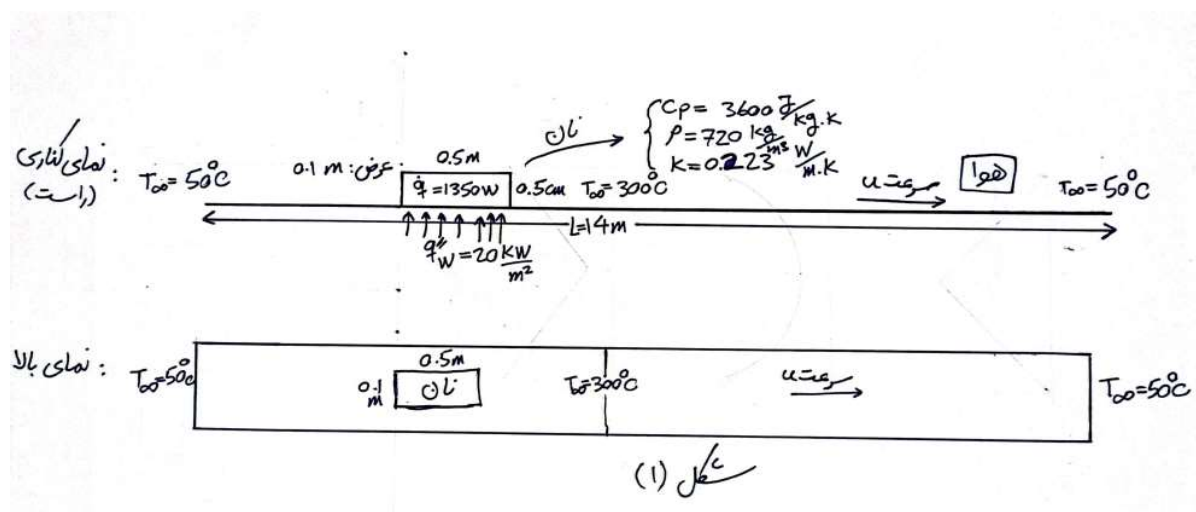 نمای کناری (راست) :
T∞ = 50°C
عرض: 0.1 m
0.5m
q̇ = 1350 W
0.5cm
نان
Cp = 3600 J/kg.K
ρ = 720 kg/m³
K = 0.223 W/m.K
T∞ = 300°C
سرعت u
هوا
T∞ = 50°C
L = 14 m
q″w = 20 kW/m²
نمای بالا :
T∞ = 50°C
0.5m
0.1 m
نان
T∞ = 300°C
سرعت u
T∞ = 50°C
شکل (1)